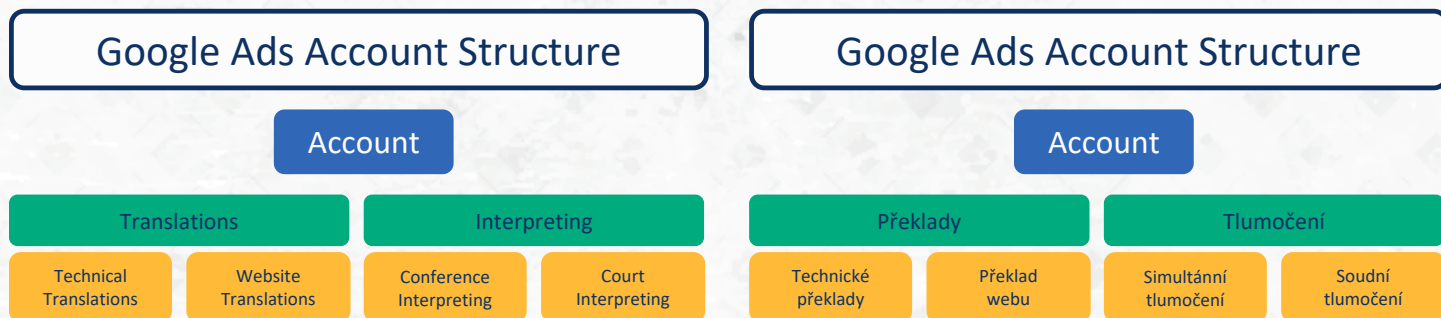 Google Ads Account Structure
Account
Translations
Interpreting
Technical
Translations
Website
Translations
Conference
Interpreting
Court
Interpreting
Google Ads Account Structure
Account
Překlady
Tlumočení
Technické
překlady
Překlad
webu
Simultánní
tlumočení
Soudní
tlumočení